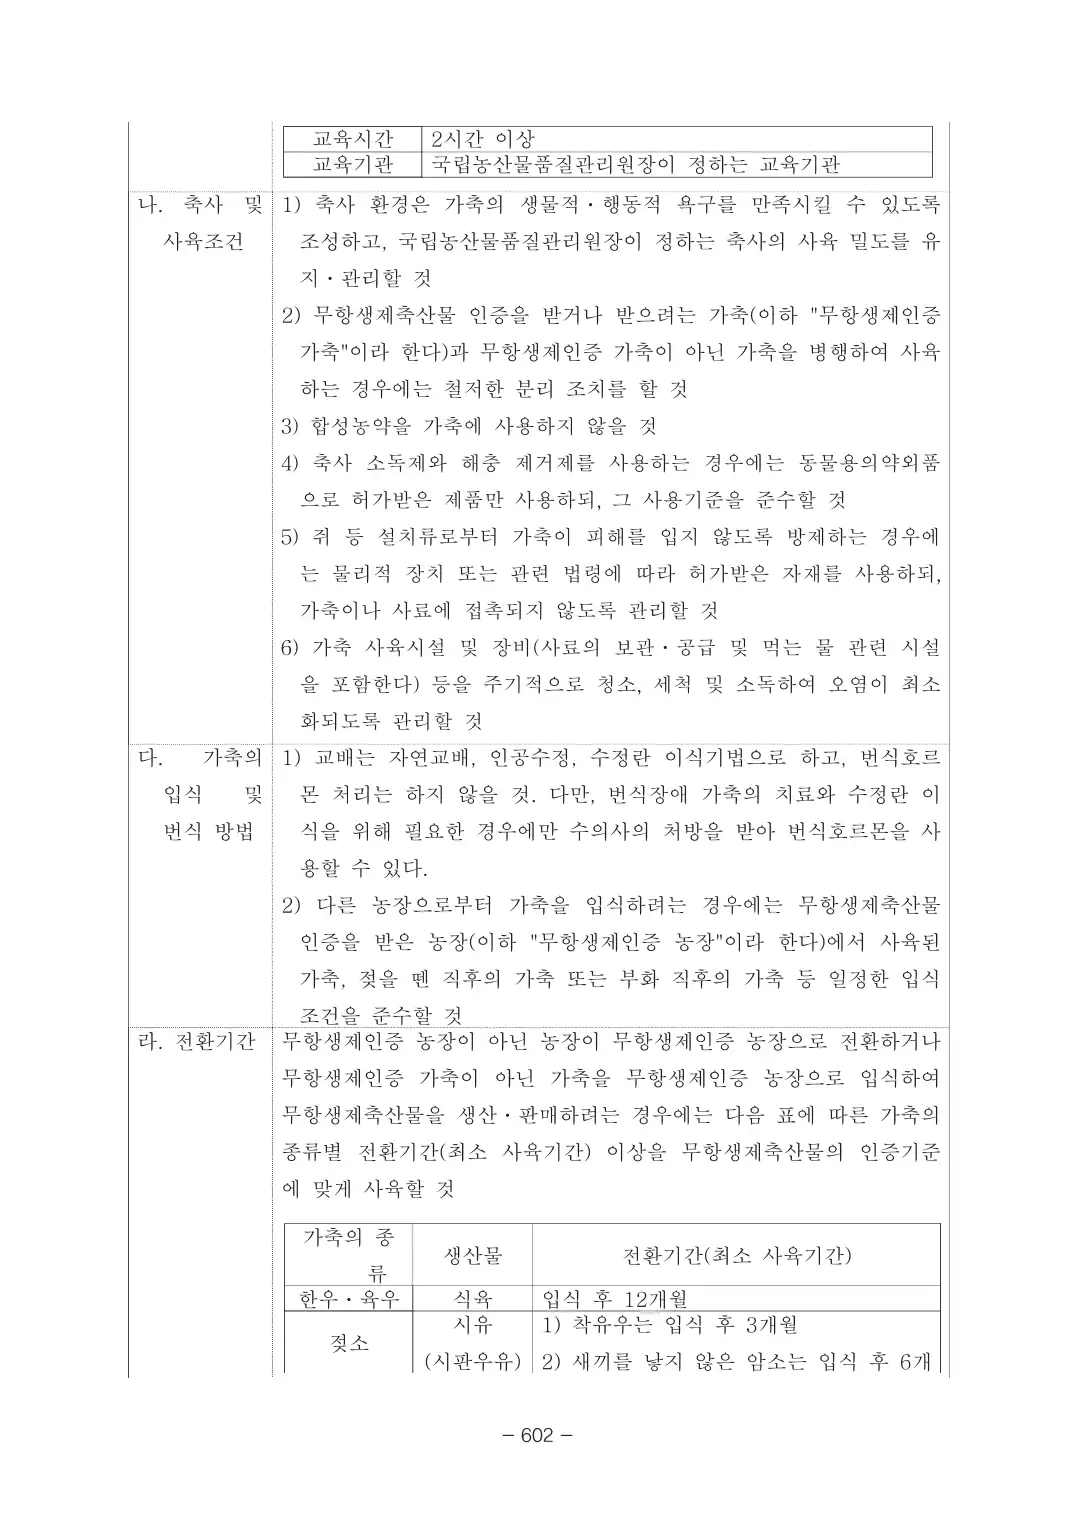 교육시간 2시간 이상
교육기관 국립농산물품질관리원장이 정하는 교육기관
나. 축사 및 사육조건
1) 축사 환경은 가축의 생물적·행동적 욕구를 만족시킬 수 있도록
조성하고, 국립농산물품질관리원장이 정하는 축사의 사육 밀도를 유
지·관리할 것
2) 무항생제축산물 인증을 받거나 받으려는 가축(이하 "무항생제인증
가축"이라 한다)과 무항생제인증 가축이 아닌 가축을 병행하여 사육
하는 경우에는 철저한 분리 조치를 할 것
3) 합성농약을 가축에 사용하지 않을 것
4) 축사 소독제와 해충 제거제를 사용하는 경우에는 동물용의약외품
으로 허가받은 제품만 사용하되, 그 사용기준을 준수할 것
5) 쥐 등 설치류로부터 가축이 피해를 입지 않도록 방제하는 경우에
는 물리적 장치 또는 관련 법령에 따라 허가받은 자재를 사용하되,
가축이나 사료에 접촉되지 않도록 관리할 것
6) 가축 사육시설 및 장비(사료의 보관·공급 및 먹는 물 관련 시설
을 포함한다) 등을 주기적으로 청소, 세척 및 소독하여 오염이 최소
화되도록 관리할 것
다. 가축의
입식 및
번식 방법
1) 교배는 자연교배, 인공수정, 수정란 이식기법으로 하고, 번식호르
몬 처리는 하지 않을 것. 다만, 번식장애 가축의 치료와 수정란 이
식을 위해 필요한 경우에만 수의사의 처방을 받아 번식호르몬을 사
용할 수 있다.
2) 다른 농장으로부터 가축을 입식하려는 경우에는 무항생제축산물
인증을 받은 농장(이하 "무항생제인증 농장"이라 한다)에서 사육된
가축, 젖을 뗀 직후의 가축 또는 부화 직후의 가축 등 일정한 입식
조건을 준수할 것
라. 전환기간
무항생제인증 농장이 아닌 농장이 무항생제인증 농장으로 전환하거나
무항생제인증 가축이 아닌 가축을 무항생제인증 농장으로 입식하여
무항생제축산물을 생산·판매하려는 경우에는 다음 표에 따른 가축의
종류별 전환기간(최소 사육기간) 이상을 무항생제축산물의 인증기준
에 맞게 사육할 것
가축의 종
류
생산물
전환기간(최소 사육기간)
한우·육우 식육 입식 후 12개월
젖소
시유
(시판우유)
1) 착유우는 입식 후 3개월
2) 새끼를 낳지 않은 암소는 입식 후 6개
- 602 -